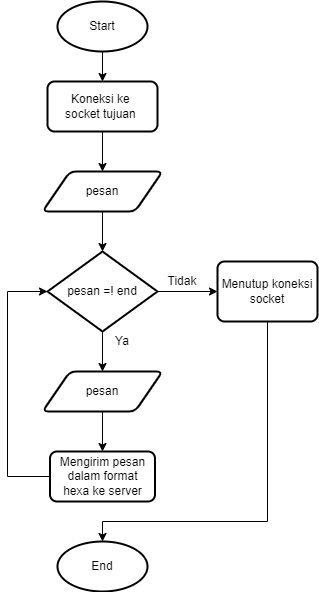 Start
Koneksi ke
socket tujuan
pesan
pesan =! end
Tidak
Menutup koneksi
socket
Ya
pesan
Mengirim pesan
dalam format
hexa ke server
End